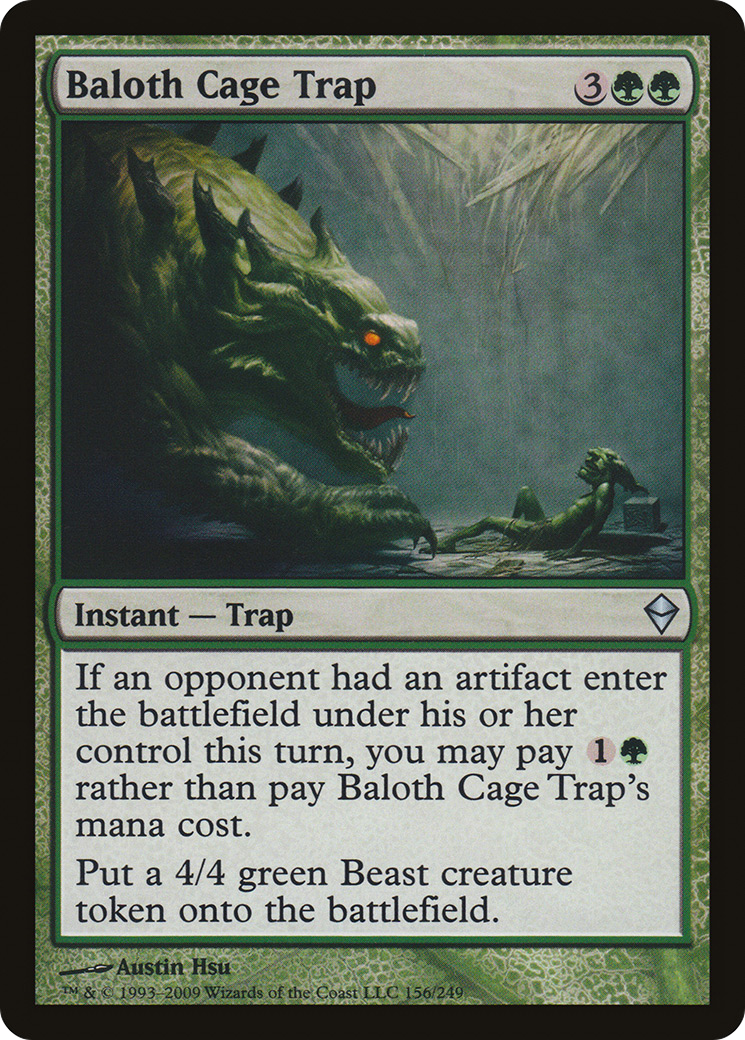 Baloth Cage Trap 3
Instant — Trap
If an opponent had an artifact enter
the battlefield under his or her
control this turn, you may pay 1
rather than pay Baloth Cage Trap's
mana cost.
Put a 4/4 green Beast creature
token onto the battlefield.
Austin Hsu
™ & © 1993–2009 Wizards of the Coast LLC 156/249